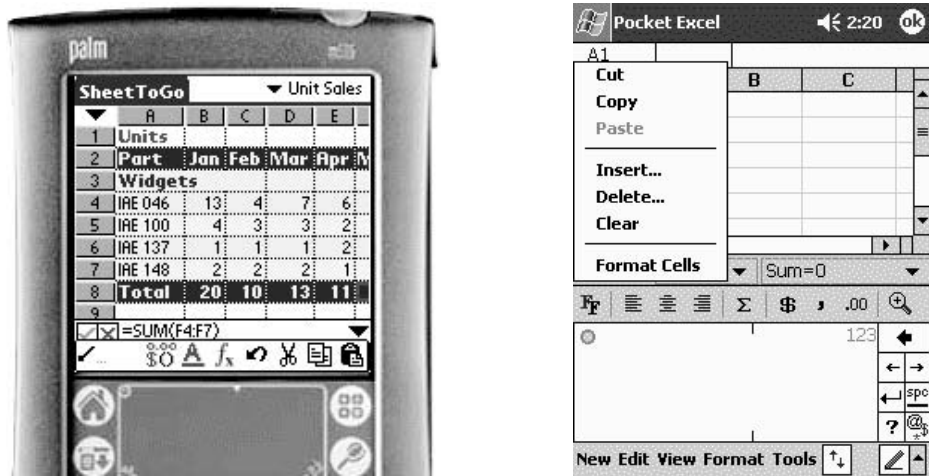 palm
m505
SheetToGo ▼ Unit Sales
A B C D E
1 Units
2 Part Jan Feb Mar Apr M
3 Widgets
4 IAE 046 13 4 7 6
5 IAE 100 4 3 3 2
6 IAE 137 1 1 1 2
7 IAE 148 2 2 2 1
8 Total 20 10 13 11
9
=SUM(F4:F7)
Pocket Excel 2:20 ok
A1
B C
Cut
Copy
Paste
Insert...
Delete...
Clear
Format Cells
Sum=0
FF Σ $ , .00
123
spc
? @$*
New Edit View Format Tools